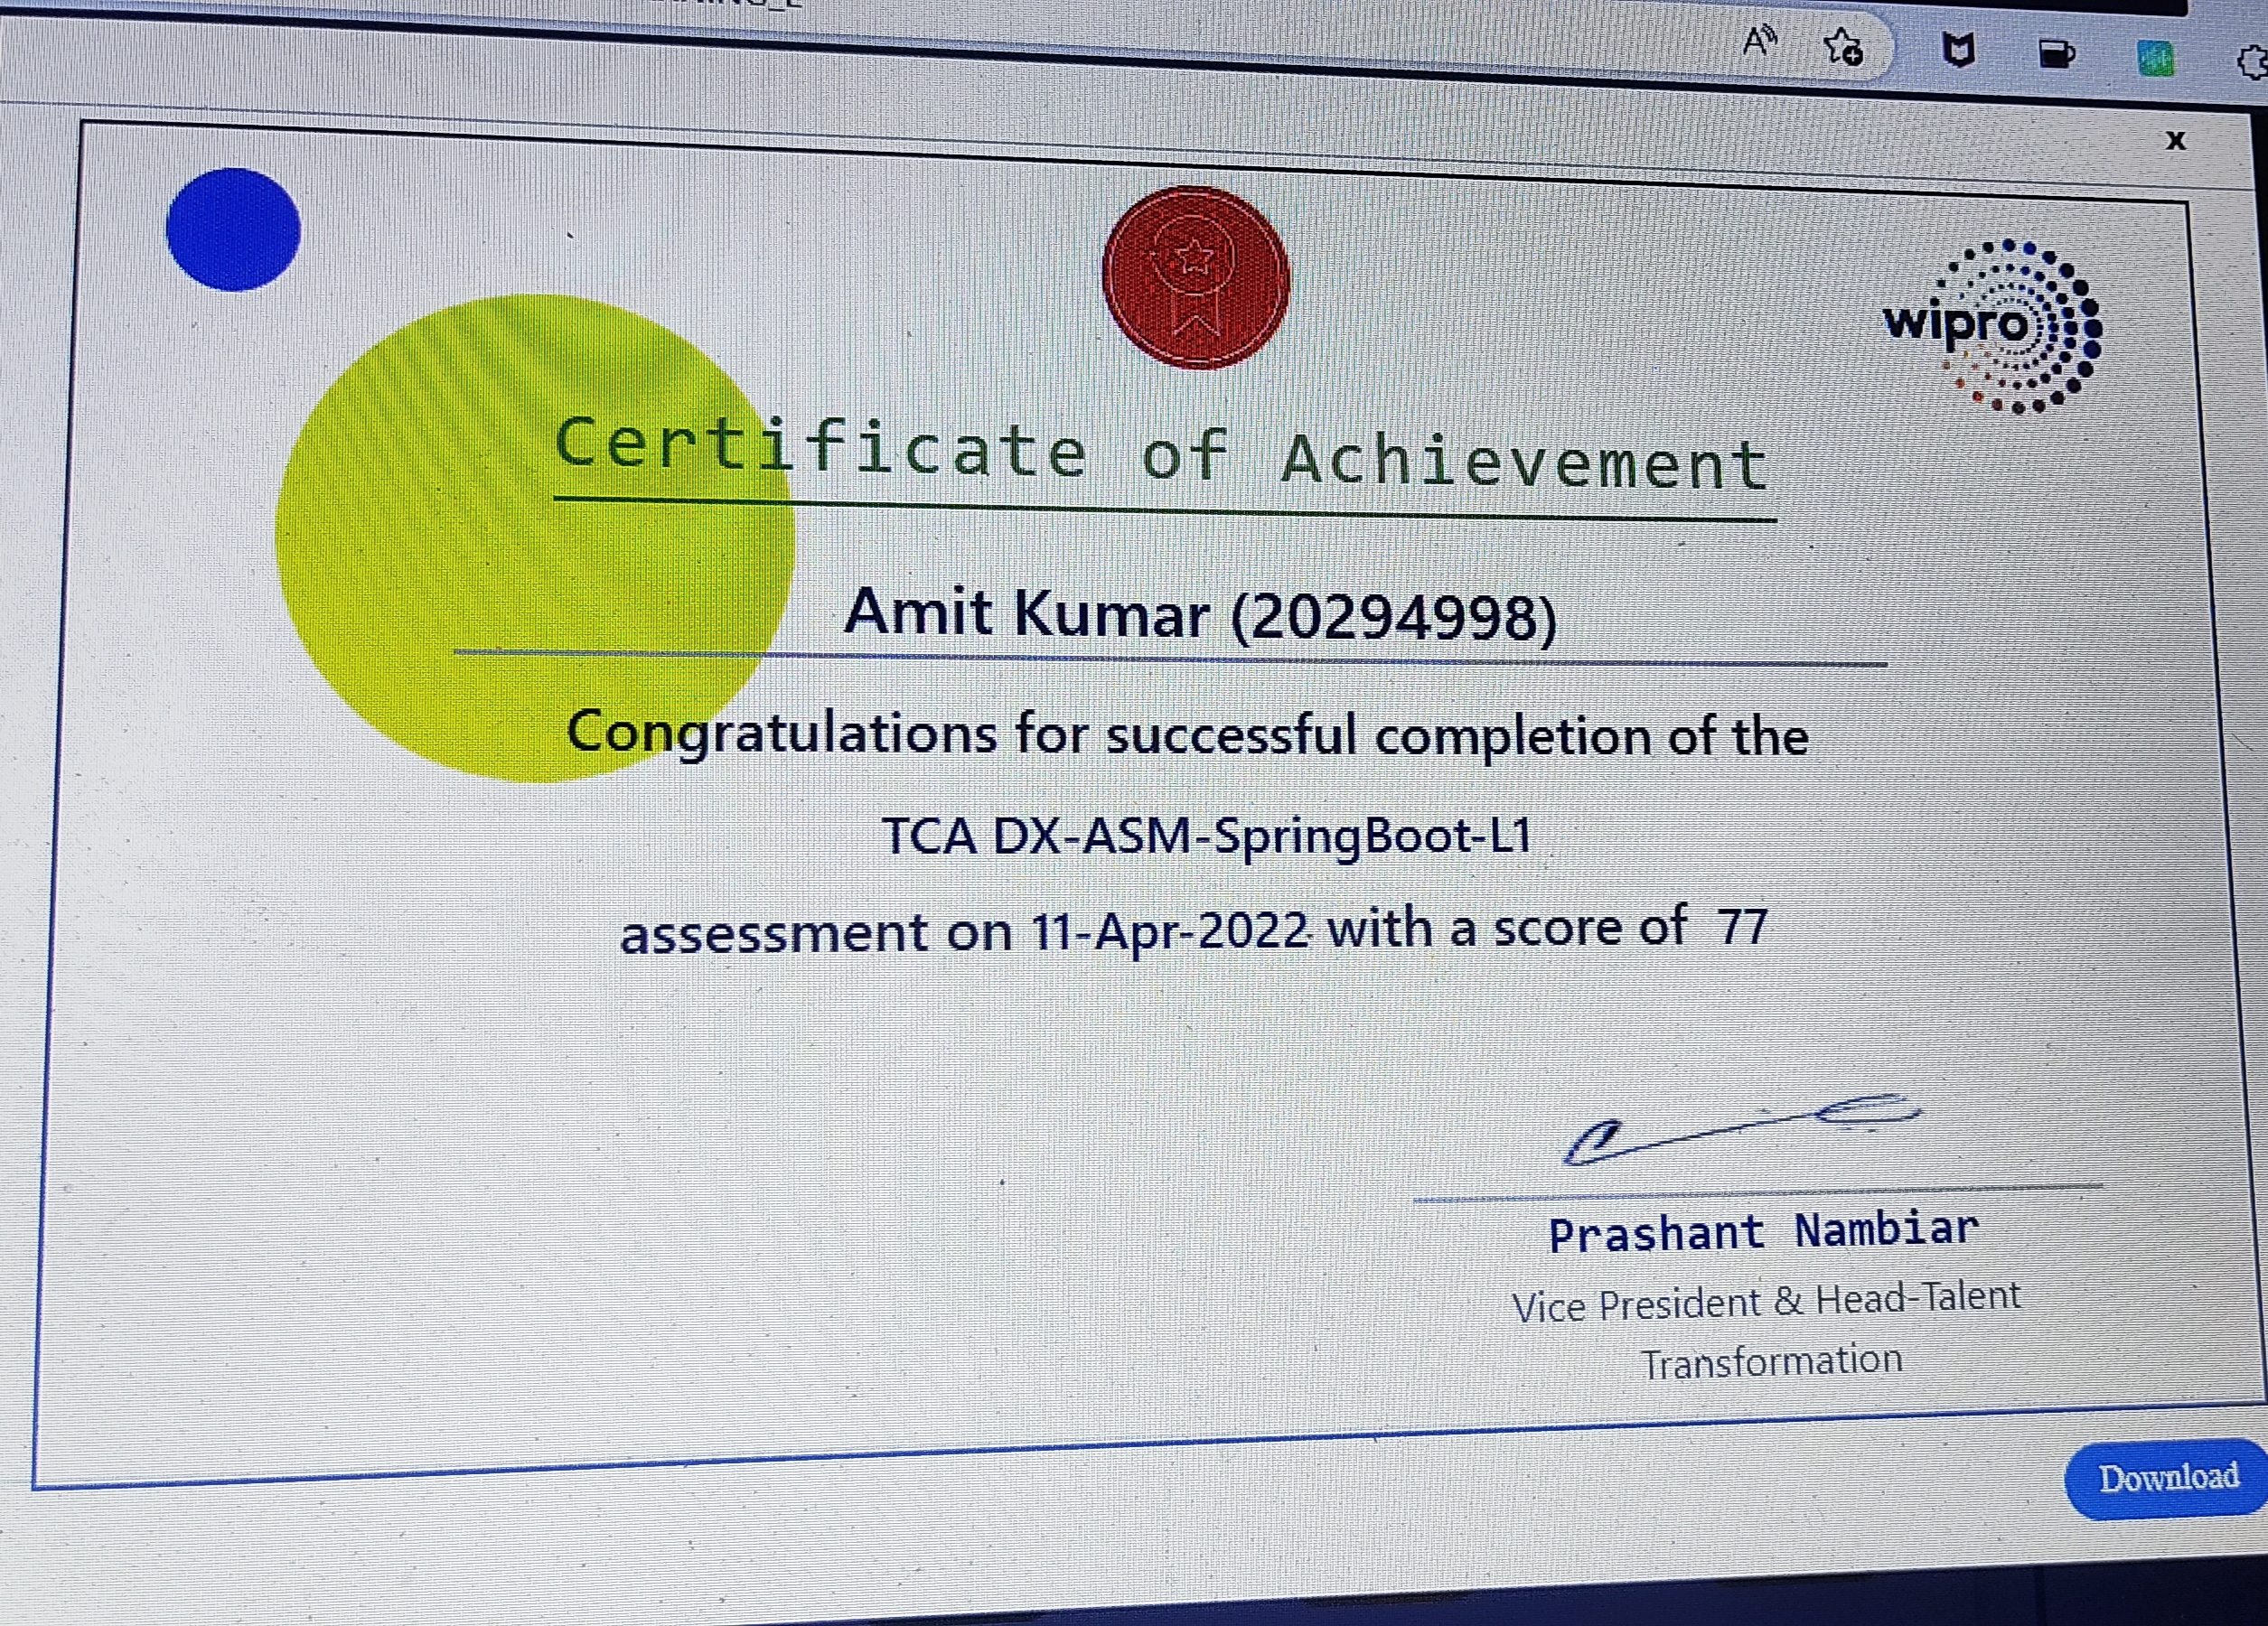 wipro
Certificate of Achievement
Amit Kumar (20294998)
Congratulations for successful completion of the
TCA DX-ASM-SpringBoot-L1
assessment on 11-Apr-2022 with a score of 77
Prashant Nambiar
Vice President & Head-Talent
Transformation
Download